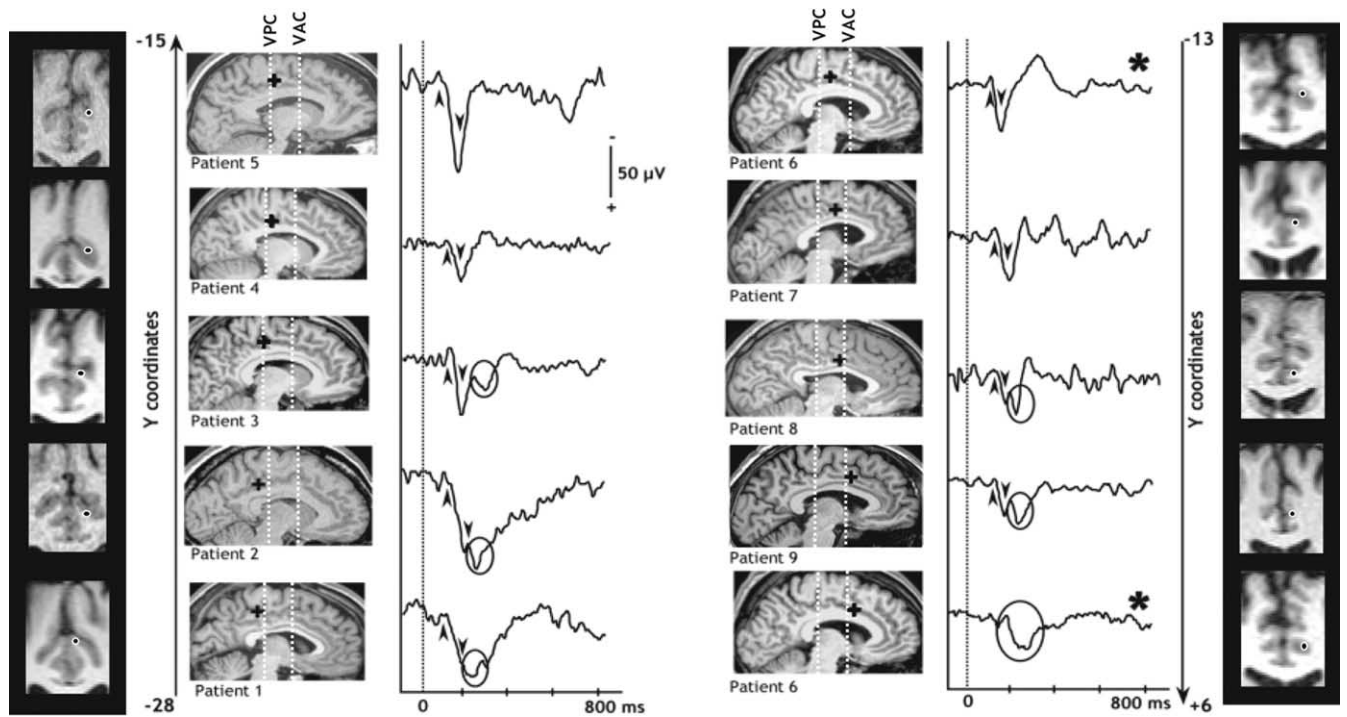 VPC
VAC
-15
Y coordinates
-28
Patient 5
Patient 4
Patient 3
Patient 2
Patient 1
-
50 µV
+
0
800 ms
VPC
VAC
Patient 6
*
Patient 7
Patient 8
Patient 9
Patient 6
*
0
800 ms
-13
Y coordinates
+6